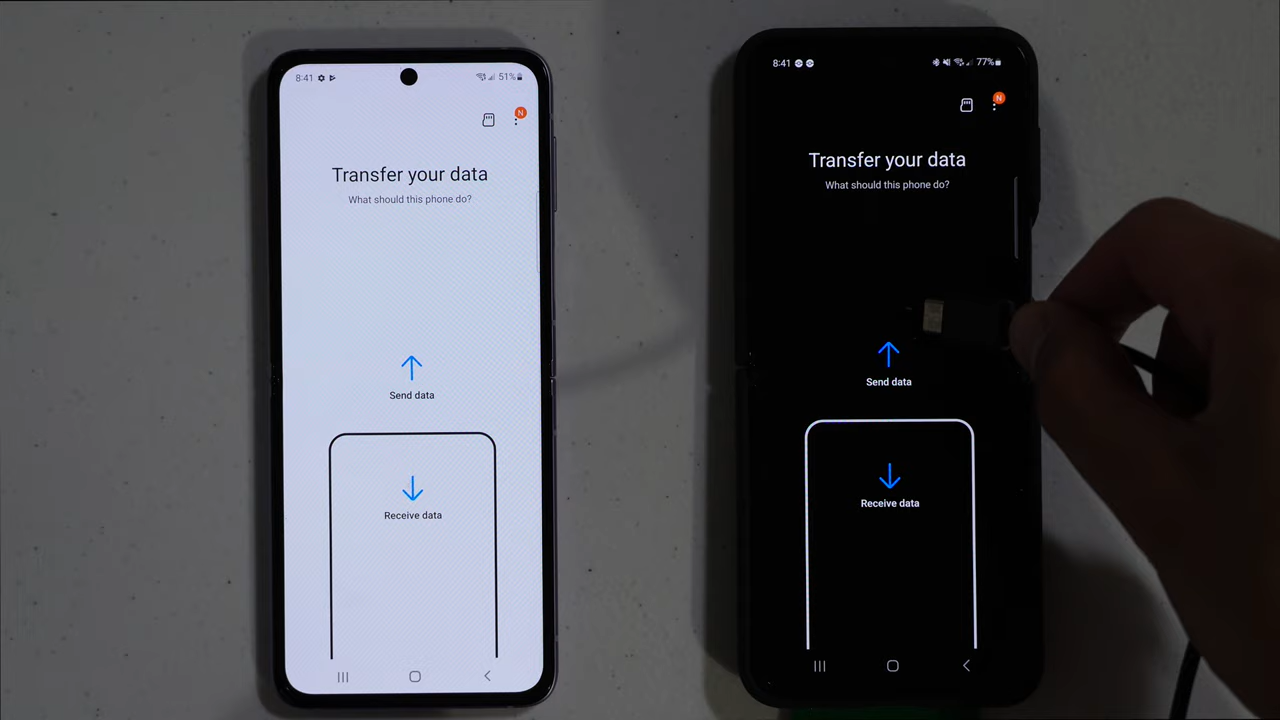 8:41
51%
N
Transfer your data
What should this phone do?
Send data
Receive data
8:41
77%
N
Transfer your data
What should this phone do?
Send data
Receive data